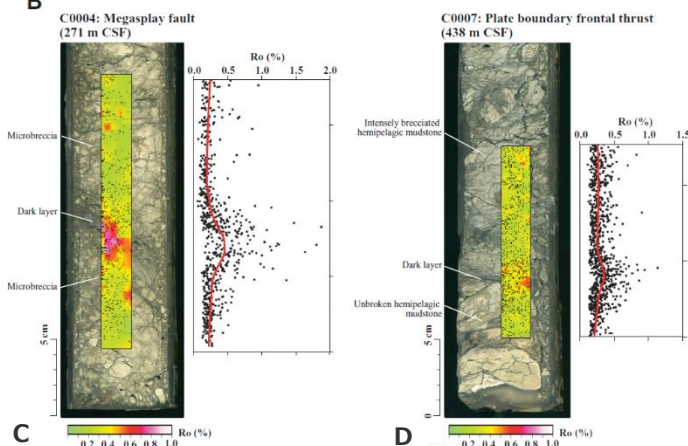 B
C0004: Megasplay fault
(271 m CSF)
Ro (%)
0.0 0.5 1.0 2.0
Microbreccia
Dark layer
Microbreccia
5 cm
0.2 0.4 0.6 0.8 1.0
Ro (%)
C0007: Plate boundary frontal thrust
(438 m CSF)
Ro (%)
0.0 0.5 1.0 1.5
Intensely brecciated
hemipelagic mudstone
Dark layer
Unbroken hemipelagic
mudstone
5 cm
0
0.2 0.4 0.6 0.8 1.0
Ro (%)
C
D